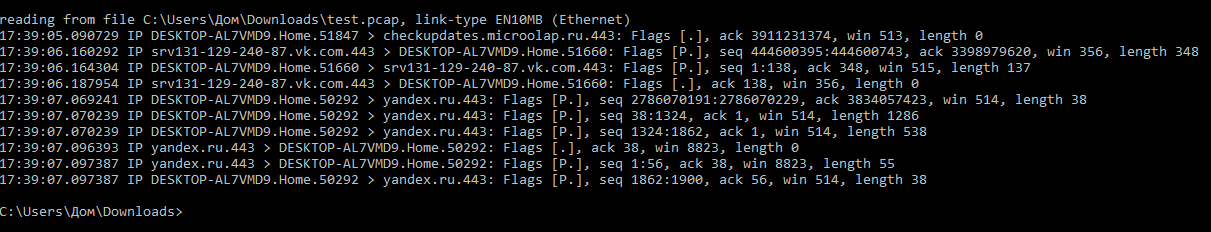 reading from file C:\Users\Дом\Downloads\test.pcap, link-type EN10MB (Ethernet)
17:39:05.090729 IP DESKTOP-AL7VMD9.Home.51847 > checkupdates.microolap.ru.443: Flags [.], ack 3911231374, win 513, length 0
17:39:06.160292 IP srv131-129-240-87.vk.com.443 > DESKTOP-AL7VMD9.Home.51660: Flags [P.], seq 444600395:444600743, ack 3398979620, win 356, length 348
17:39:06.164304 IP DESKTOP-AL7VMD9.Home.51660 > srv131-129-240-87.vk.com.443: Flags [P.], seq 1:138, ack 348, win 515, length 137
17:39:06.187954 IP srv131-129-240-87.vk.com.443 > DESKTOP-AL7VMD9.Home.51660: Flags [.], ack 138, win 356, length 0
17:39:07.069241 IP DESKTOP-AL7VMD9.Home.50292 > yandex.ru.443: Flags [P.], seq 2786070191:2786070229, ack 3834057423, win 514, length 38
17:39:07.070239 IP DESKTOP-AL7VMD9.Home.50292 > yandex.ru.443: Flags [P.], seq 38:1324, ack 1, win 514, length 1286
17:39:07.070239 IP DESKTOP-AL7VMD9.Home.50292 > yandex.ru.443: Flags [P.], seq 1324:1862, ack 1, win 514, length 538
17:39:07.096393 IP yandex.ru.443 > DESKTOP-AL7VMD9.Home.50292: Flags [.], ack 38, win 8823, length 0
17:39:07.097387 IP yandex.ru.443 > DESKTOP-AL7VMD9.Home.50292: Flags [P.], seq 1:56, ack 38, win 8823, length 55
17:39:07.097387 IP DESKTOP-AL7VMD9.Home.50292 > yandex.ru.443: Flags [P.], seq 1862:1900, ack 56, win 514, length 38
C:\Users\Дом\Downloads>